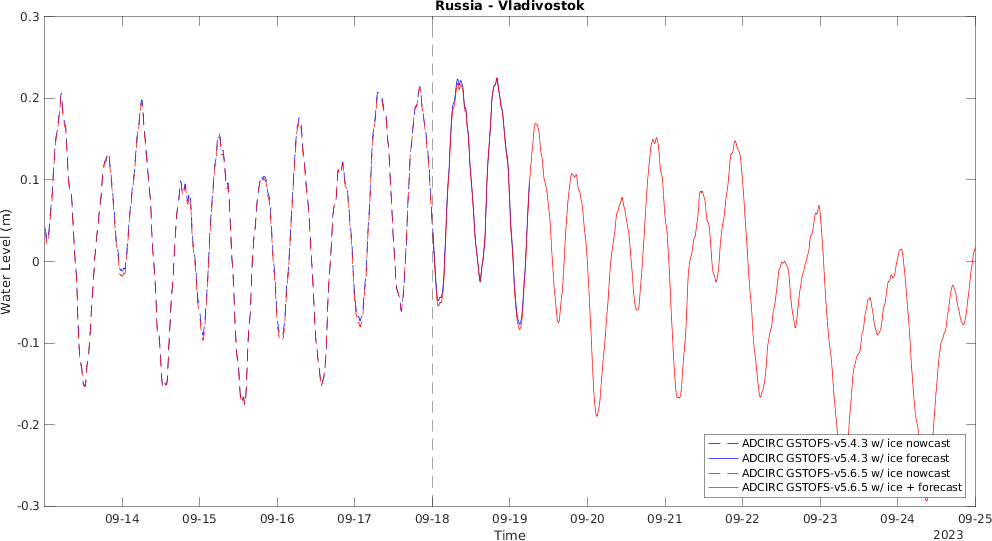 Russia - Vladivostok
0.3
0.2
0.1
0
-0.1
-0.2
-0.3
Water Level (m)
ADCIRC GSTOFS-v5.4.3 w/ ice nowcast
ADCIRC GSTOFS-v5.4.3 w/ ice forecast
ADCIRC GSTOFS-v5.6.5 w/ ice nowcast
ADCIRC GSTOFS-v5.6.5 w/ ice + forecast
09-14 09-15 09-16 09-17 09-18 09-19 09-20 09-21 09-22 09-23 09-24 09-25
Time
2023